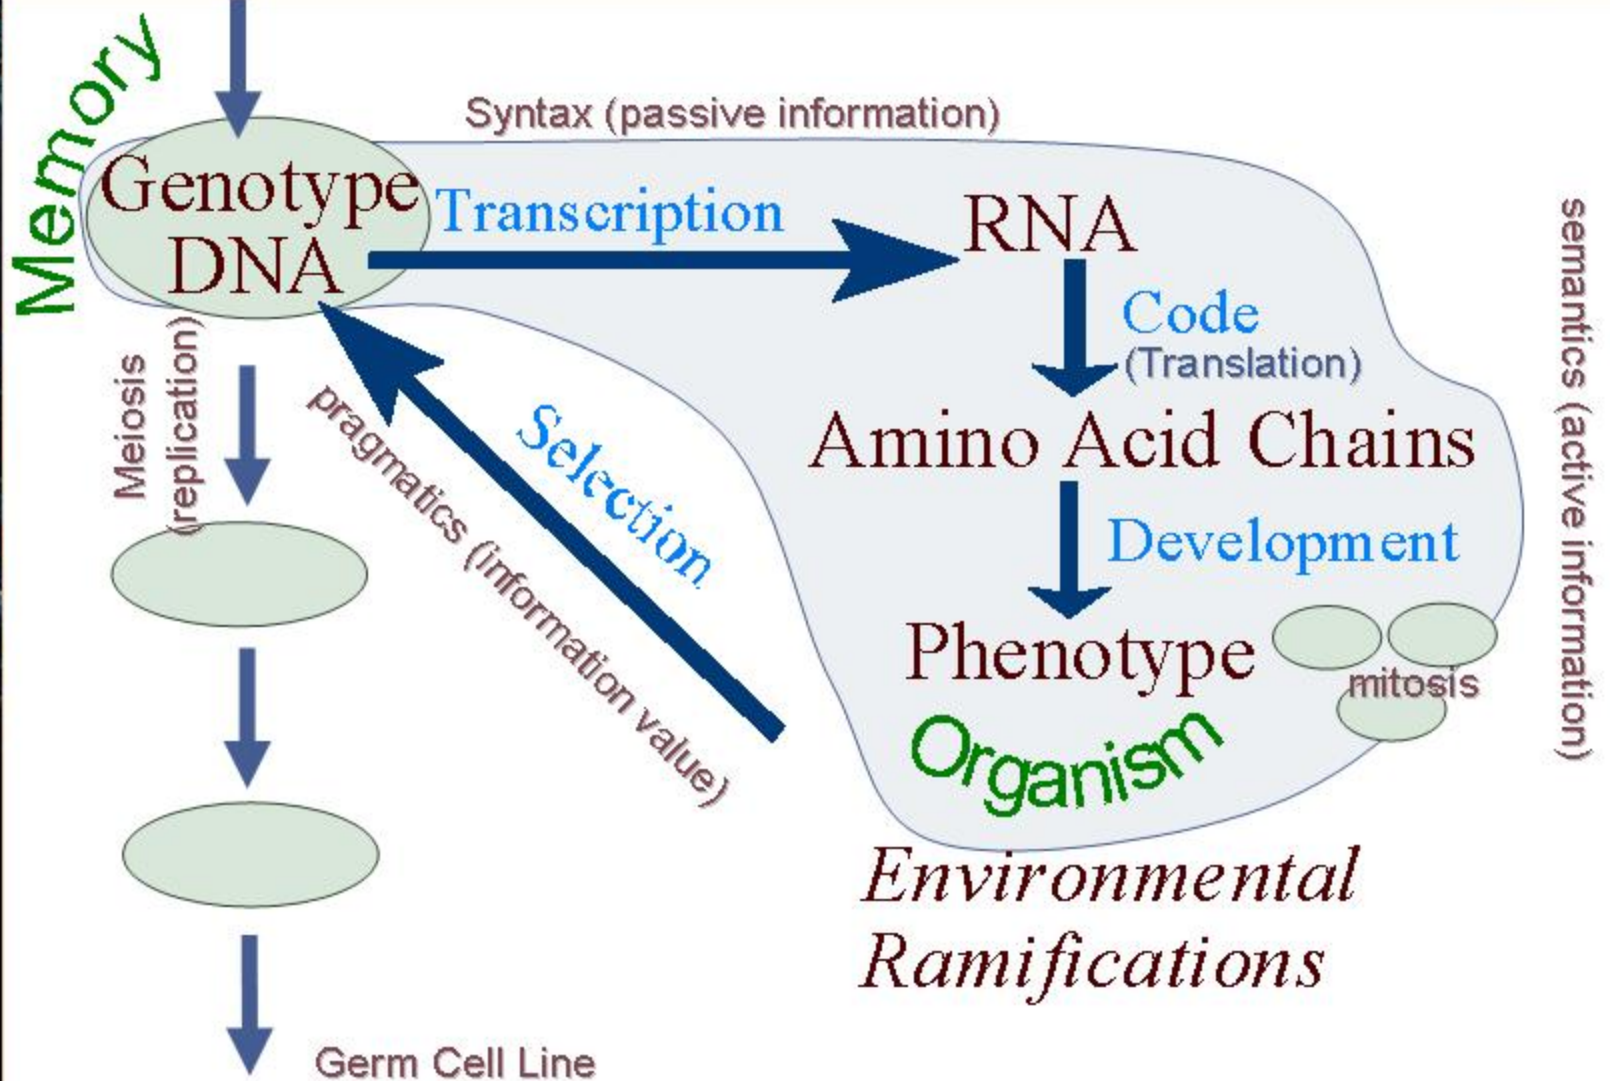 Memory
Syntax (passive information)
Genotype
DNA
Transcription
RNA
Code
(Translation)
semantics (active information)
Meiosis
(replication)
pragmatics (information value)
Selection
Amino Acid Chains
Development
Phenotype
mitosis
Organism
Environmental
Ramifications
Germ Cell Line